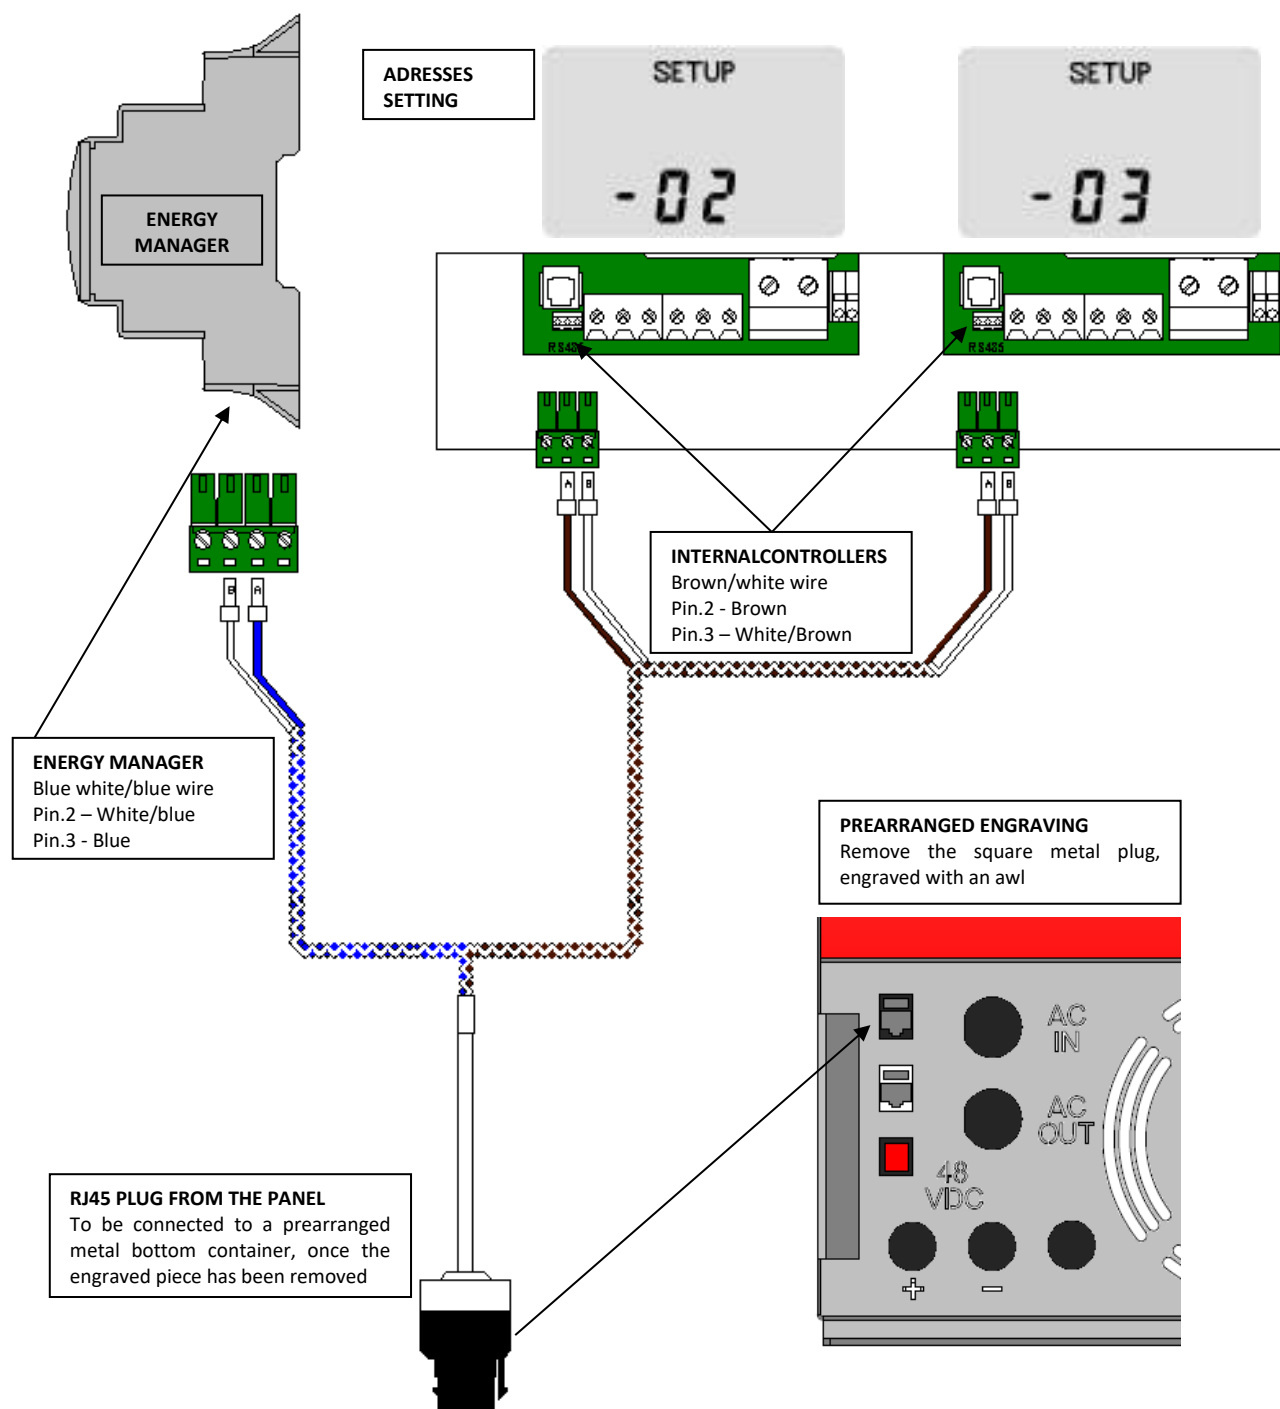 ADRESSES
SETTING
SETUP
-02
SETUP
-03
ENERGY
MANAGER
RS485
RS485
A B
A B
B A
INTERNALCONTROLLERS
Brown/white wire
Pin.2 - Brown
Pin.3 – White/Brown
ENERGY MANAGER
Blue white/blue wire
Pin.2 – White/blue
Pin.3 - Blue
PREARRANGED ENGRAVING
Remove the square metal plug,
engraved with an awl
AC
IN
AC
OUT
48
VDC
+ −
RJ45 PLUG FROM THE PANEL
To be connected to a prearranged
metal bottom container, once the
engraved piece has been removed